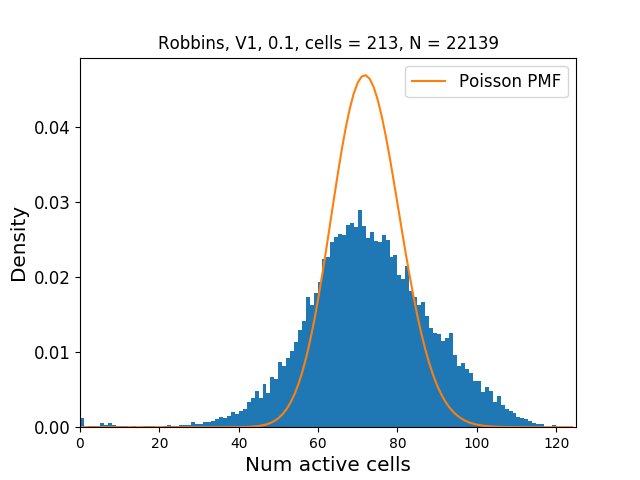 Robbins, V1, 0.1, cells = 213, N = 22139
Poisson PMF
Density
0.04
0.03
0.02
0.01
0.00
0 20 40 60 80 100 120
Num active cells